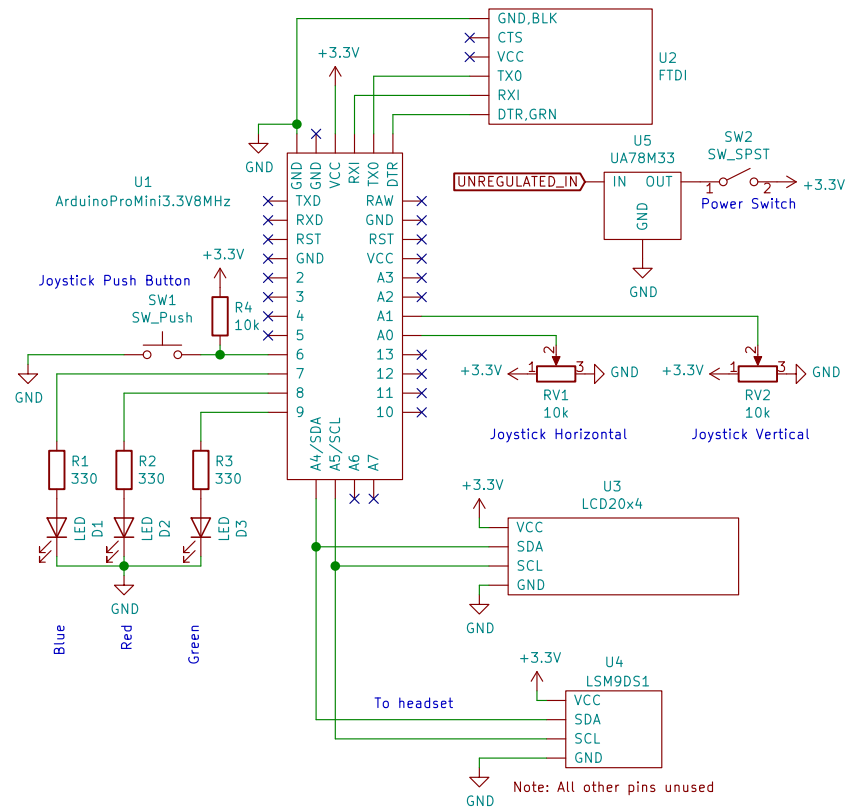 GND,BLK
CTS
VCC
TX0
RXI
DTR,GRN
U2
FTDI
+3.3V
GND
U1
ArduinoProMini3.3V8MHz
GND
GND
VCC
RXI
TX0
DTR
TXD
RXD
RST
GND
2
3
4
5
6
7
8
9
RAW
GND
RST
VCC
A3
A2
A1
A0
13
12
11
10
A4/SDA
A5/SCL
A6
A7
U5
UA78M33
UNREGULATED_IN
IN
OUT
GND
GND
SW2
SW_SPST
1
2
+3.3V
Power Switch
+3.3V
Joystick Push Button
SW1
SW_Push
R4
10k
GND
+3.3V
1
2
3
GND
RV1
10k
Joystick Horizontal
+3.3V
1
2
3
GND
RV2
10k
Joystick Vertical
R1
330
R2
330
R3
330
LED
D1
LED
D2
LED
D3
GND
Blue
Red
Green
+3.3V
U3
LCD20x4
VCC
SDA
SCL
GND
GND
+3.3V
U4
LSM9DS1
VCC
SDA
SCL
GND
To headset
GND
Note: All other pins unused